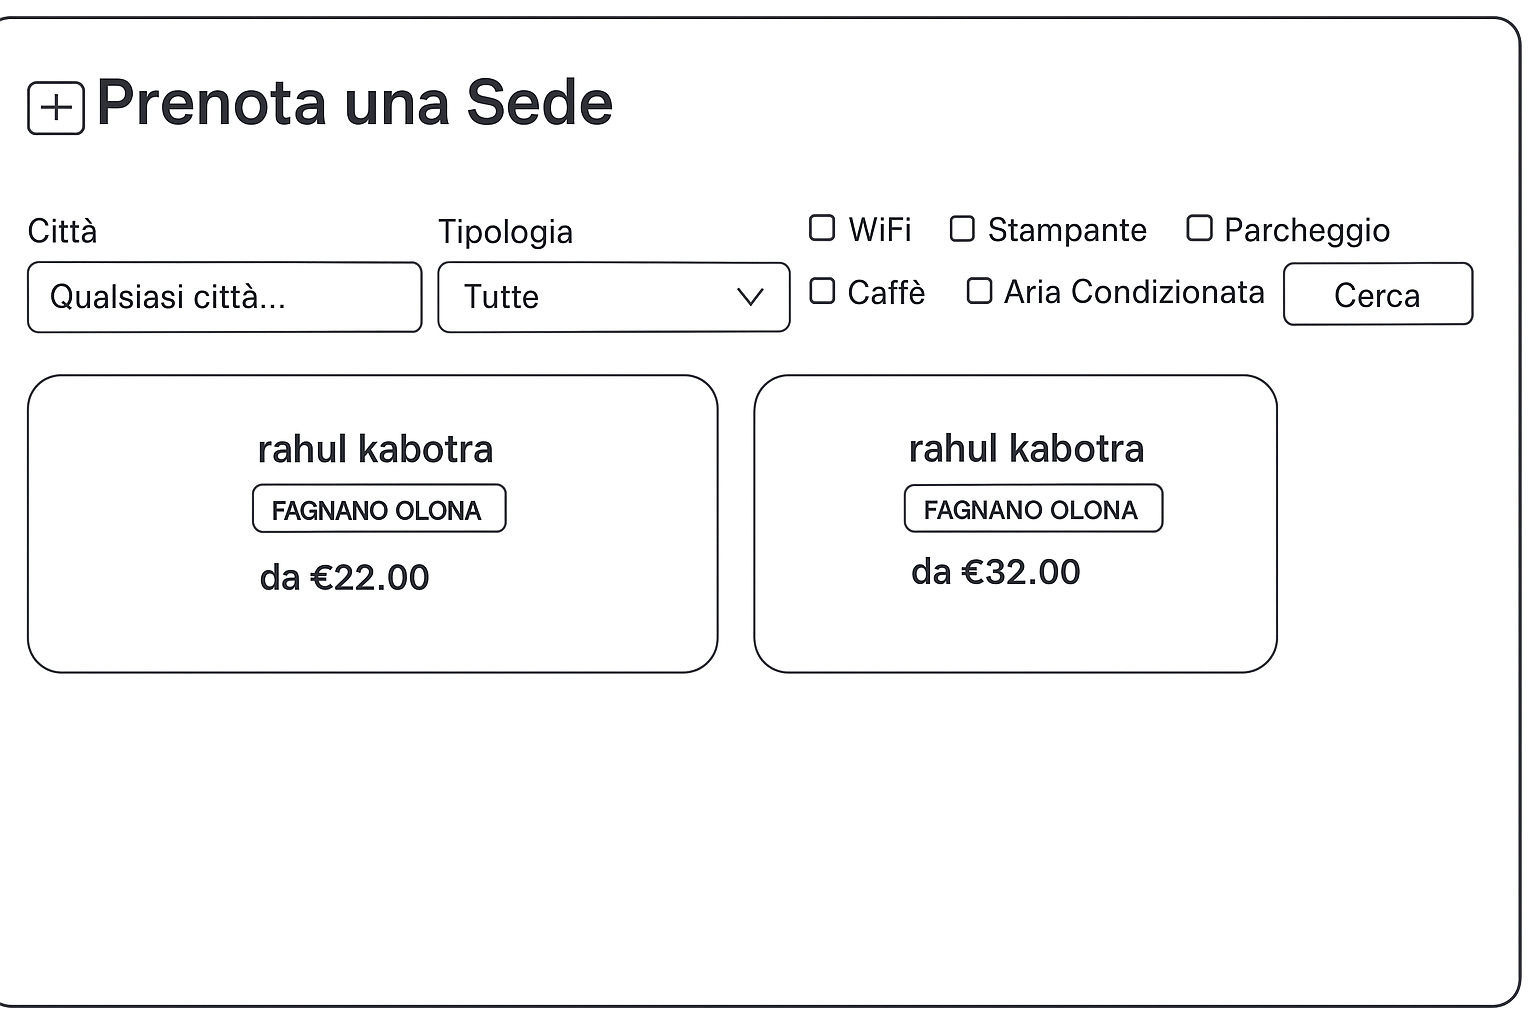 Prenota una Sede
Città
Tipologia
WiFi
Stampante
Parcheggio
Qualsiasi città...
Tutte
Caffè
Aria Condizionata
Cerca
rahul kabotra
FAGNANO OLONA
da €22.00
rahul kabotra
FAGNANO OLONA
da €32.00